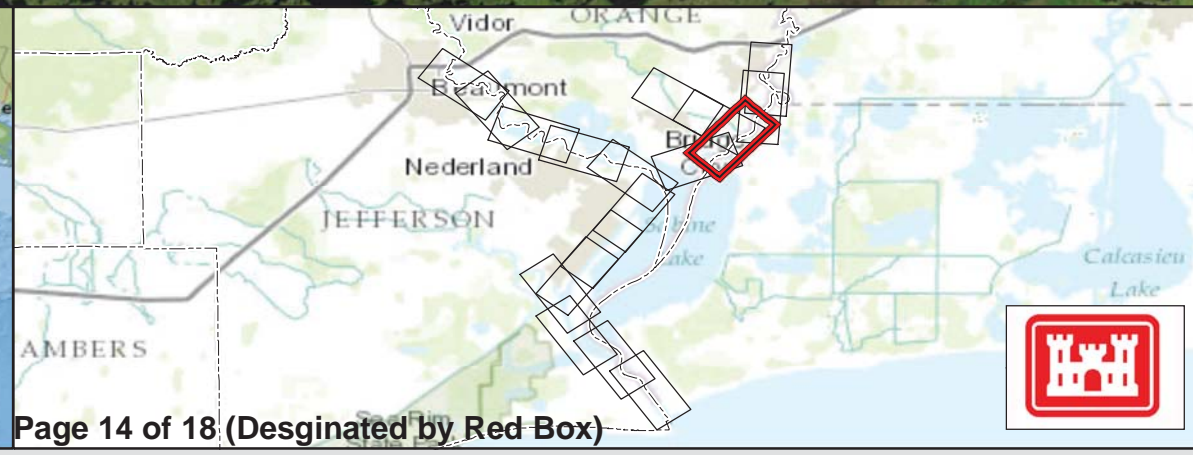 Vidor
ORANGE
Beaumont
Nederland
JEFFERSON
Sabine
Lake
Calcasieu
Lake
AMBERS
Page 14 of 18 (Desginated by Red Box)